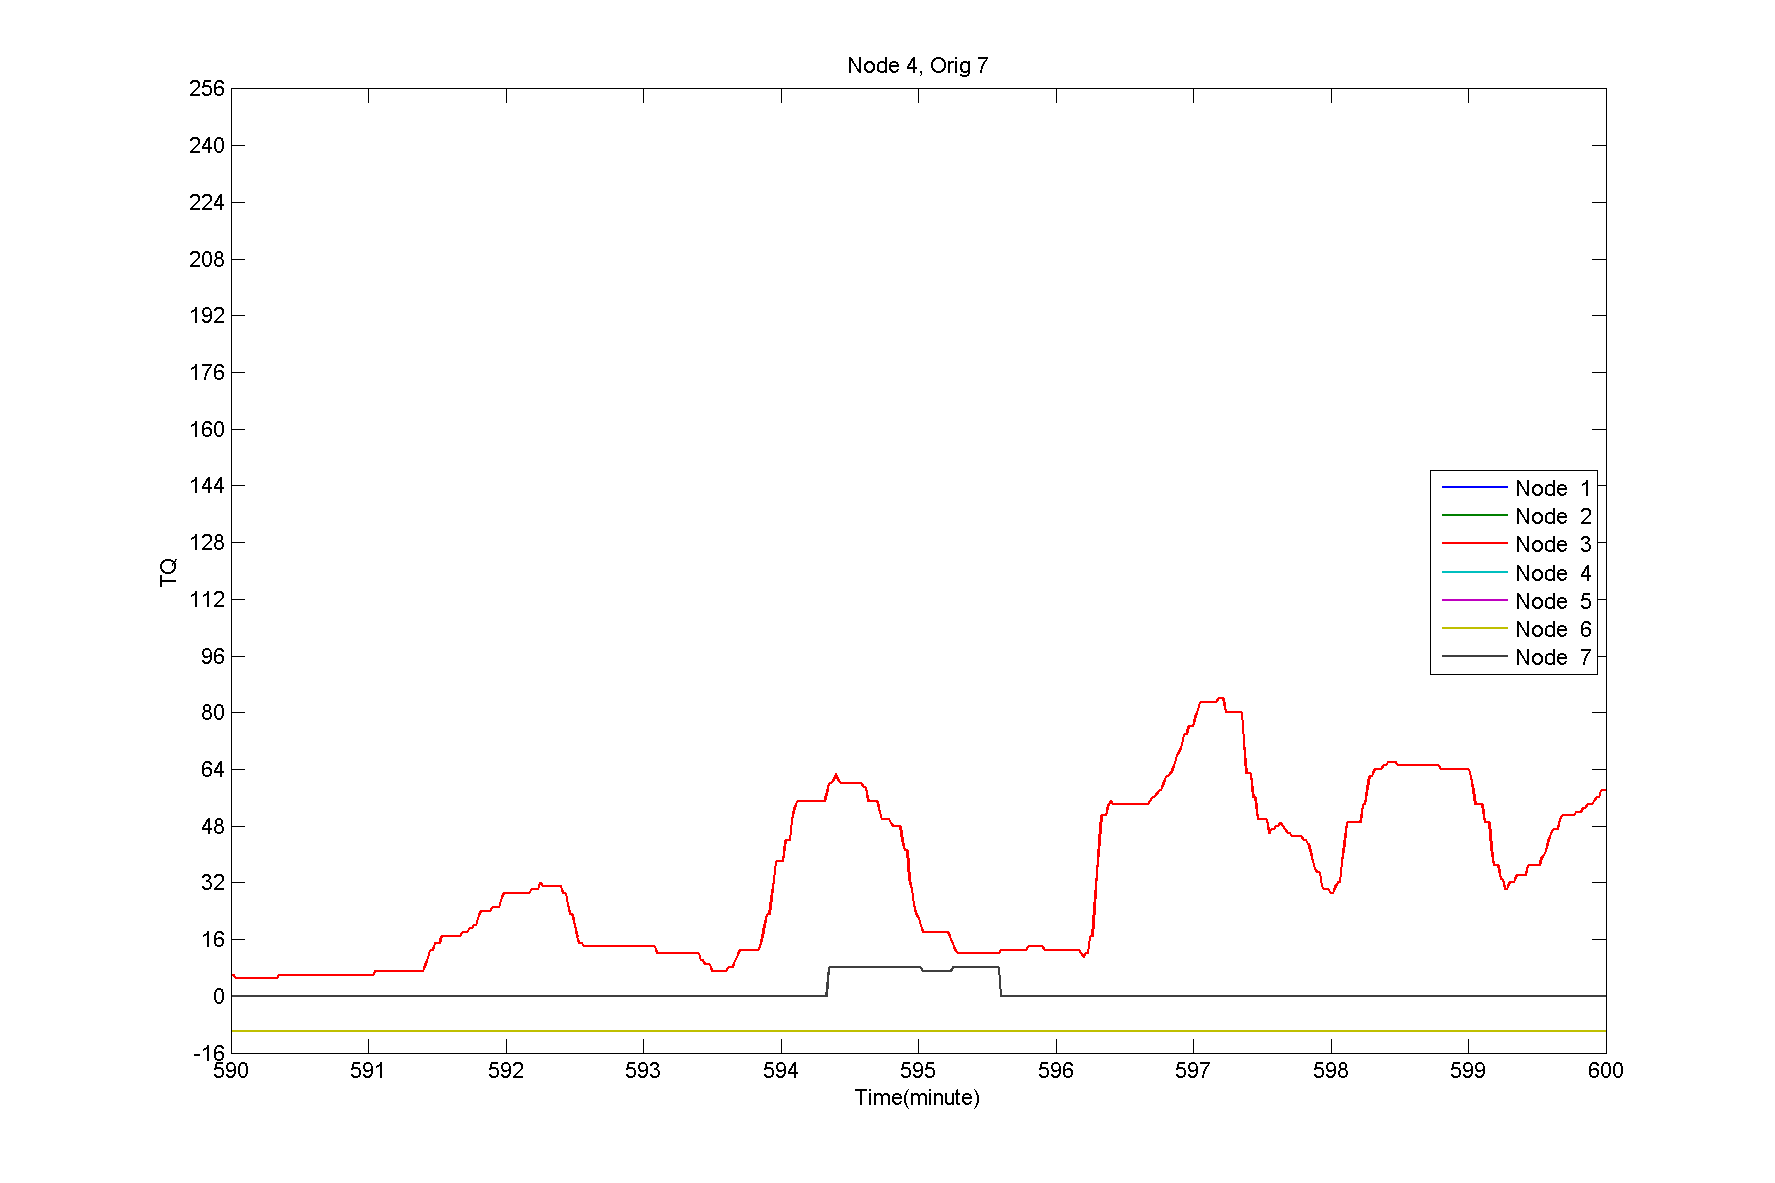 Node 4, Orig 7
256
240
224
208
192
176
160
144
128
112
96
80
64
48
32
16
0
-16
TQ
Node 1
Node 2
Node 3
Node 4
Node 5
Node 6
Node 7
590 591 592 593 594 595 596 597 598 599 600
Time(minute)